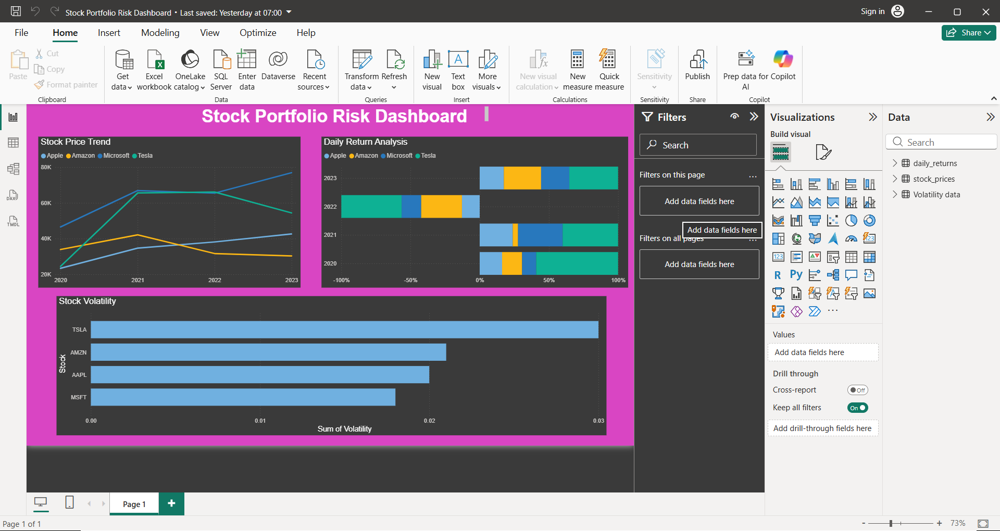 Stock Portfolio Risk Dashboard • Last saved: Yesterday at 07:00
Sign in
File Home Insert Modeling View Optimize Help
Share
Paste
Cut
Copy
Format painter
Clipboard
Get data
Excel workbook
OneLake catalog
SQL Server
Enter data
Dataverse
Recent sources
Data
Transform data
Refresh
Queries
New visual
Text box
More visuals
Insert
New visual calculation
New measure
Quick measure
Calculations
Sensitivity
Sensitivity
Publish
Share
Prep data for AI
Copilot
Copilot
DAX
TMDL
Stock Portfolio Risk Dashboard
Stock Price Trend
Apple Amazon Microsoft Tesla
80K
60K
40K
20K
2020 2021 2022 2023
Daily Return Analysis
Apple Amazon Microsoft Tesla
2023
2022
2021
2020
-100% -50% 0% 50% 100%
Stock Volatility
Stock
TSLA
AMZN
AAPL
MSFT
0.00 0.01 0.02 0.03
Sum of Volatility
Filters
Search
Filters on this page
Add data fields here
Add data fields here
Filters on all pages
Add data fields here
Visualizations
Build visual
123
123
R Py
Values
Add data fields here
Drill through
Cross-report
Off
Keep all filters
On
Add drill-through fields here
Data
Search
daily_returns
stock_prices
Volatility data
Page 1
Page 1 of 1
- + 73%